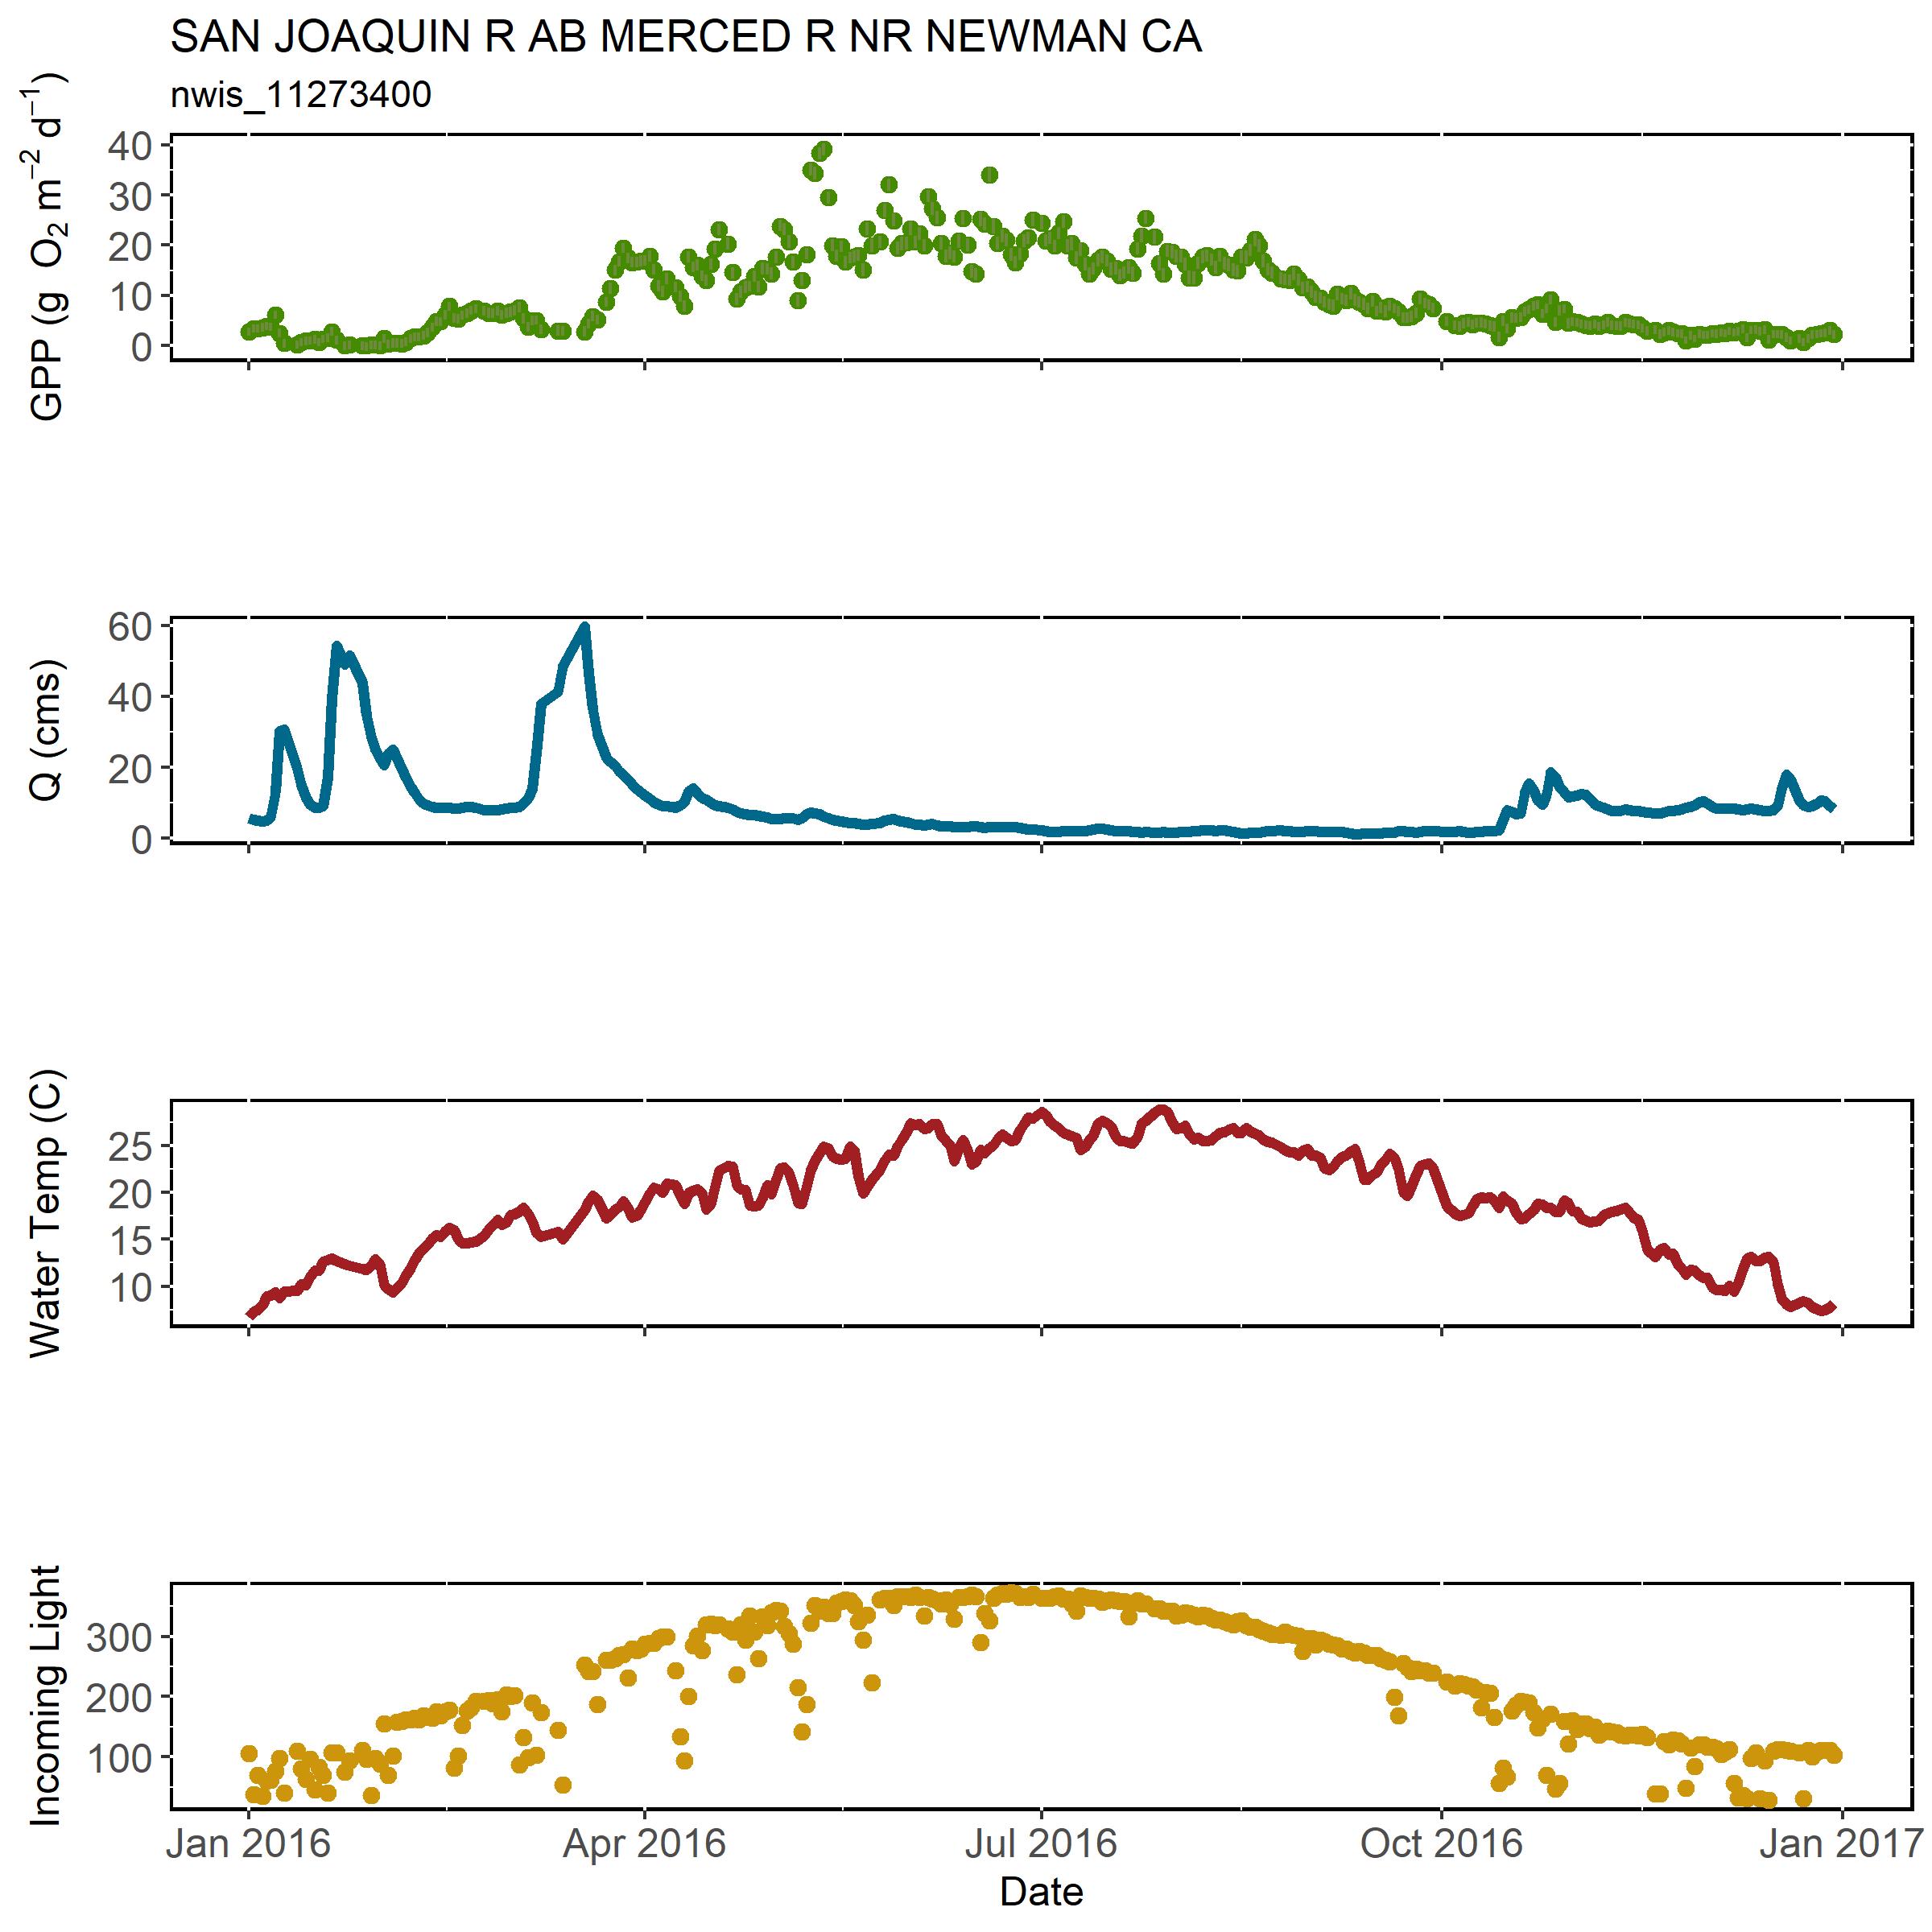 SAN JOAQUIN R AB MERCED R NR NEWMAN CA
nwis_11273400
GPP (g O₂ m⁻² d⁻¹)
40
30
20
10
0
Q (cms)
60
40
20
0
Water Temp (C)
25
20
15
10
Incoming Light
300
200
100
Jan 2016 Apr 2016 Jul 2016 Oct 2016 Jan 2017
Date